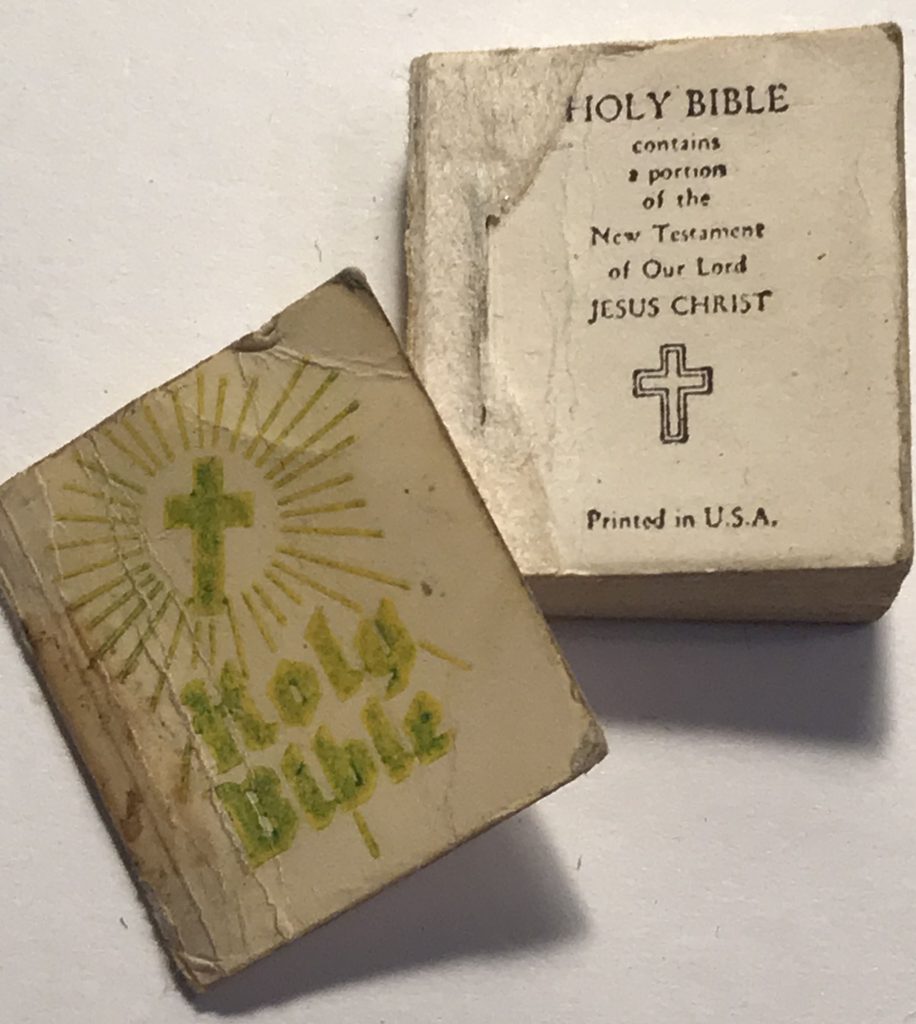 HOLY BIBLE
contains
a portion
of the
New Testament
of Our Lord
JESUS CHRIST
Printed in U.S.A.
Holy
Bible